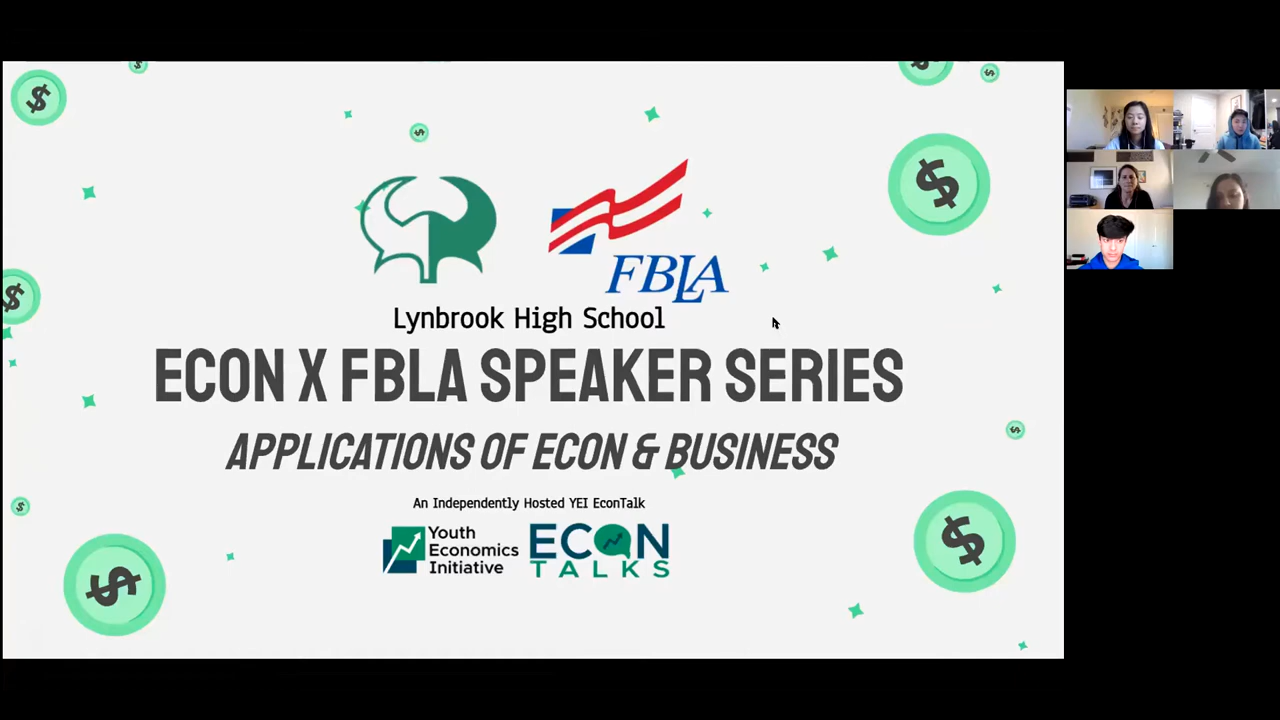 FBLA
Lynbrook High School
ECON X FBLA SPEAKER SERIES
APPLICATIONS OF ECON & BUSINESS
An Independently Hosted YEI EconTalk
Youth
Economics
Initiative
ECON
TALKS
$
$
$
$
$
$
$
$
$
$
$